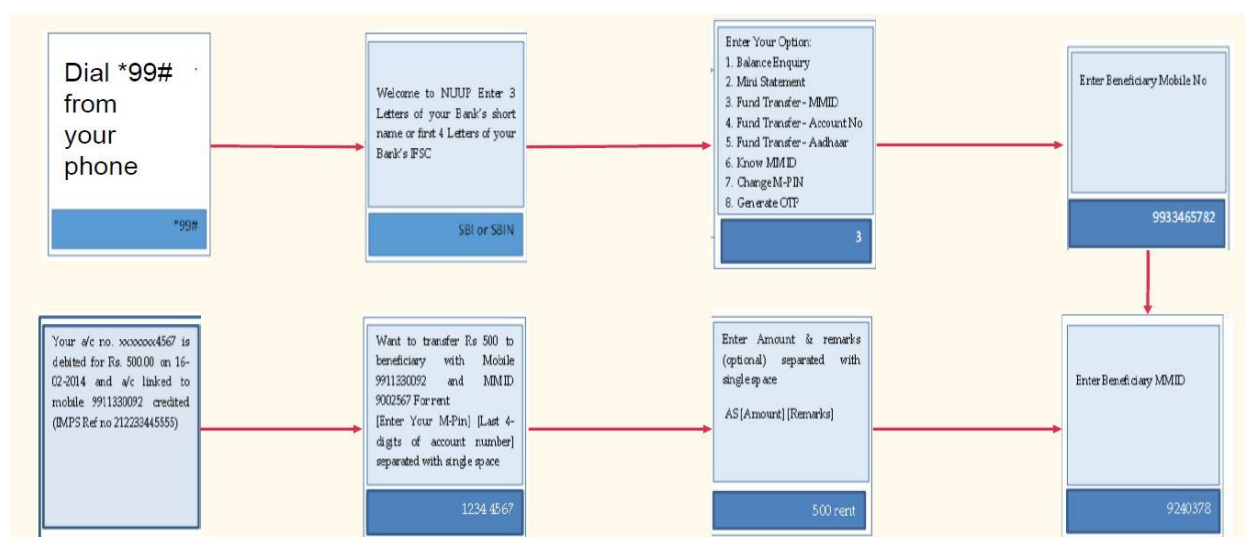 Dial *99#
from
your
phone
*99#
Welcome to NUUP Enter 3
Letters of your Bank's short
name or first 4 Letters of your
Bank's IFSC
SBI or SBIN
Enter Your Option:
1. Balance Enquiry
2. Mini Statement
3. Fund Transfer - MMID
4. Fund Transfer - Account No
5. Fund Transfer - Aadhaar
6. Know MMID
7. Change M-PIN
8. Generate OTP
3
Enter Beneficiary Mobile No
9933465782
Your a/c no. xxxxxxx4567 is
debited for Rs. 500.00 on 16-
02-2014 and a/c linked to
mobile 9911330092 credited
(IMPS Ref no 212233445555)
Want to transfer Rs 500 to
beneficiary with Mobile
9911330092 and MMID
9002567 For rent
[Enter Your M-Pin] [Last 4-
digits of account number]
separated with single space
1234 4567
Enter Amount & remarks
(optional) separated with
single space
AS [Amount] [Remarks]
500 rent
Enter Beneficiary MMID
9240378